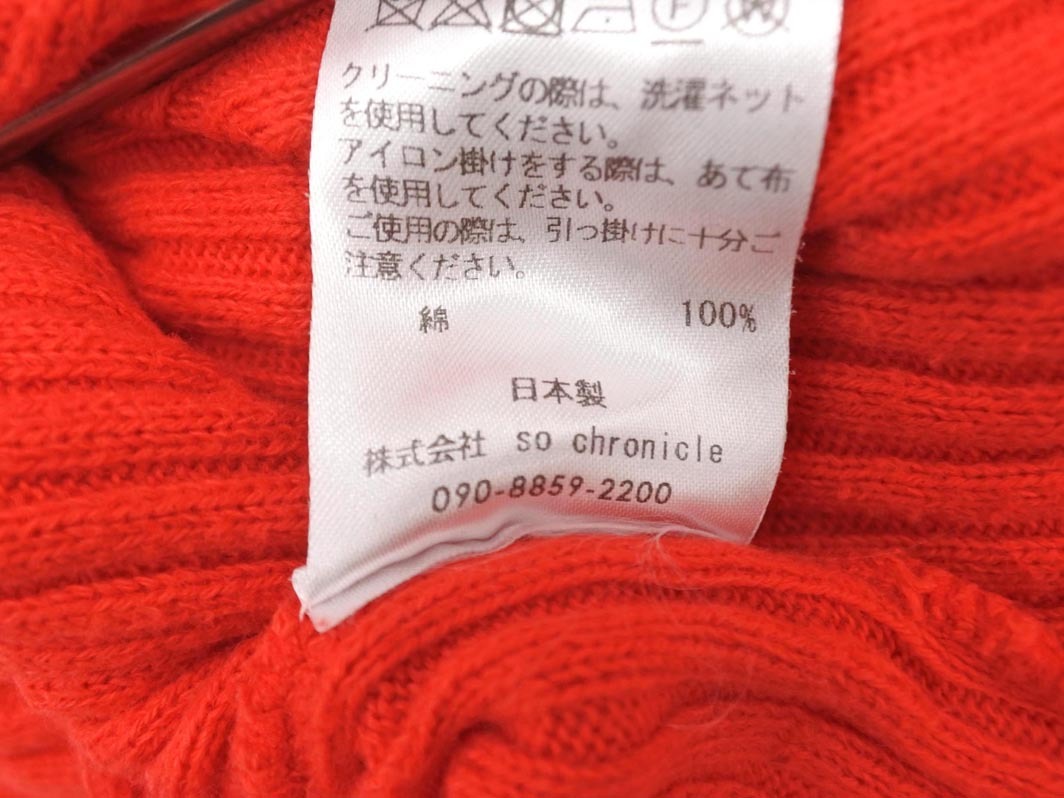 クリーニングの際は、洗濯ネット
を使用してください。
アイロン掛けをする際は、あて布
を使用してください。
ご使用の際は、引っ掛けに十分ご
注意ください。
綿 100%
日本製
株式会社 so chronicle
090-8859-2200